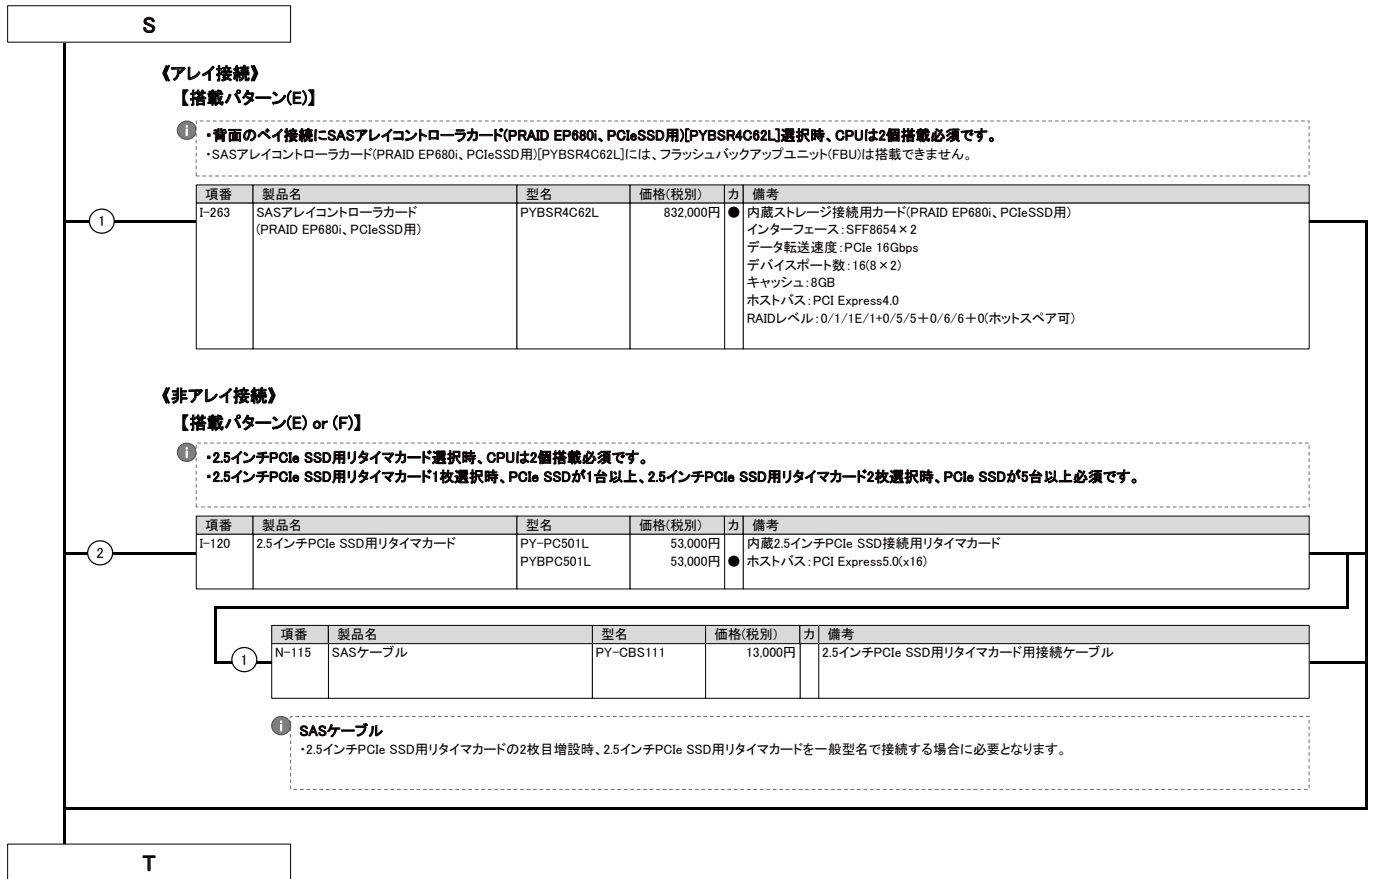 S
《アレイ接続》
【搭載パターン(E)】
・背面のベイ接続にSASアレイコントローラカード(PRAID EP680i、PCIeSSD用)[PYBSR4C62L]選択時、CPUは2個搭載必須です。
・SASアレイコントローラカード(PRAID EP680i、PCIeSSD用)[PYBSR4C62L]には、フラッシュバックアップユニット(FBU)は搭載できません。
項番 製品名 型名 価格(税別) カ 備考
1 I-263 SASアレイコントローラカード PYBSR4C62L 832,000円 ● 内蔵ストレージ接続用カード(PRAID EP680i、PCIeSSD用)
(PRAID EP680i、PCIeSSD用) インターフェース:SFF8654×2
データ転送速度:PCIe 16Gbps
デバイスポート数:16(8×2)
キャッシュ:8GB
ホストバス:PCI Express4.0
RAIDレベル:0/1/1E/1+0/5/5+0/6/6+0(ホットスペア可)
《非アレイ接続》
【搭載パターン(E) or (F)】
・2.5インチPCIe SSD用リタイマカード選択時、CPUは2個搭載必須です。
・2.5インチPCIe SSD用リタイマカード1枚選択時、PCIe SSDが1台以上、2.5インチPCIe SSD用リタイマカード2枚選択時、PCIe SSDが5台以上必須です。
項番 製品名 型名 価格(税別) カ 備考
2 I-120 2.5インチPCIe SSD用リタイマカード PY-PC501L 53,000円 内蔵2.5インチPCIe SSD接続用リタイマカード
PYBPC501L 53,000円 ● ホストバス:PCI Express5.0(x16)
項番 製品名 型名 価格(税別) カ 備考
1 N-115 SASケーブル PY-CBS111 13,000円 2.5インチPCIe SSD用リタイマカード用接続ケーブル
SASケーブル
・2.5インチPCIe SSD用リタイマカードの2枚目増設時、2.5インチPCIe SSD用リタイマカードを一般型名で接続する場合に必要となります。
T